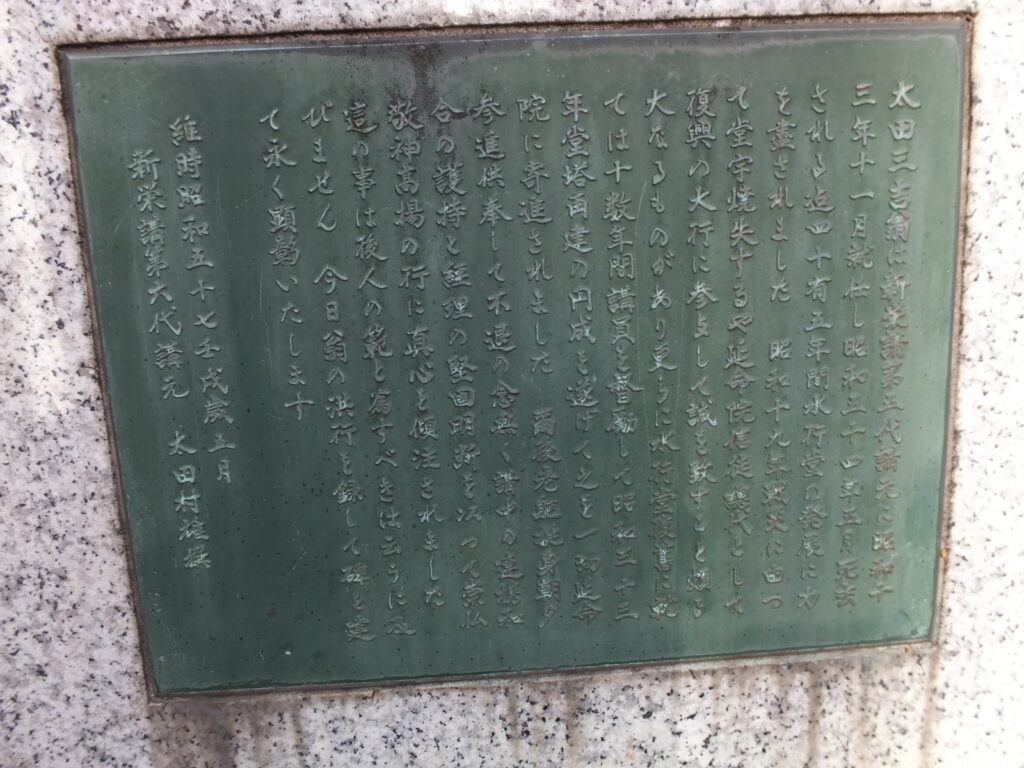 太田三吉翁は新栄講第五代講元に昭和十
三年十一月就任し昭和三十四年五月死去
される迄四十有五年間水行堂の発展に力
を盡されました 昭和十九年戦災に由つ
て堂宇焼失するや延命院信徒總代として
復興の大行に参与して誠を致すこと頗る
大なるものがあり更らに水行堂復旧に就
ては十数年間講員を督勵して昭和三十三
年堂塔再建の円成を遂げ之を一切延命
院に寄進されました 爾後老躯挺身朝夕
参進供奉して不退の念無く講中の連絡和
合の護持と経理の堅固明断を以つて崇仏
敬神高揚の行に真心を傾注されました
這の事は後人の範と為すべきは云うに及
びません 今日翁の洪行を録して碑を建
て永く顕彰いたします
維時昭和五十七壬戌歳五月
新栄講第六代講元 太田村 撰